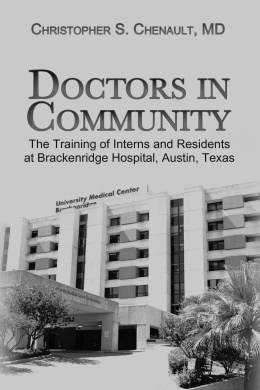 CHRISTOPHER S. CHENAULT, MD
DOCTORS IN
COMMUNITY
The Training of Interns and Residents
at Brackenridge Hospital, Austin, Texas
University Medical Center
Brackenridge